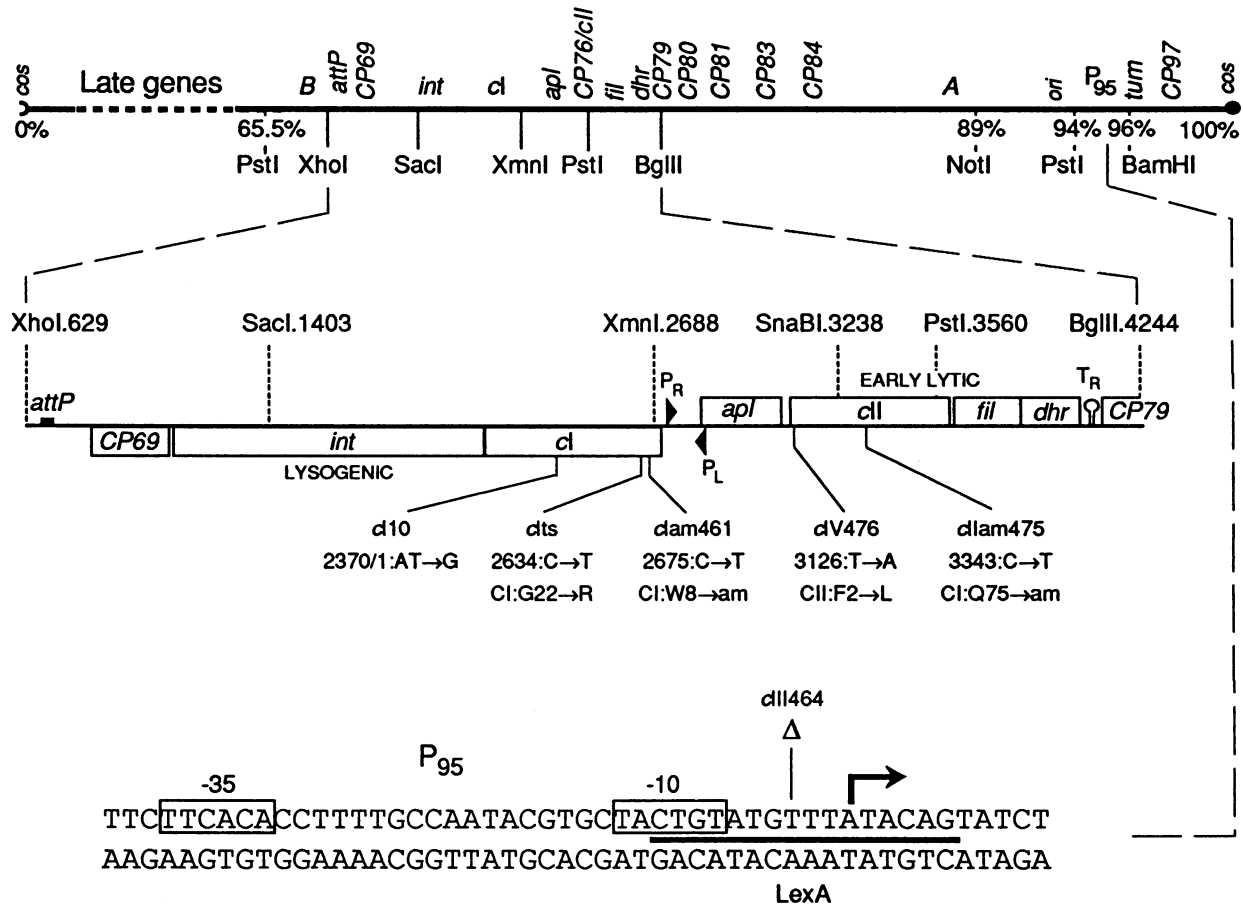 cos Late genes B attP CP69 int cI apl CP76/cII fil dhr CP79 CP80 CP81 CP83 CP84 A ori P95 tum CP97 cos
0% 65.5% 89% 94% 96% 100%
PstI XhoI SacI XmnI PstI BglII NotI PstI BamHI
XhoI.629 SacI.1403 XmnI.2688 SnaBI.3238 PstI.3560 BglII.4244
attP PR EARLY LYTIC TR
apl cII fil dhr CP79
CP69 int cI
LYSOGENIC PL
cI10 cIts cIam461 cIV476 cIIam475
2370/1:AT→G 2634:C→T 2675:C→T 3126:T→A 3343:C→T
CI:G22→R CI:W8→am CII:F2→L CI:Q75→am
cIII464
Δ
P95
-35 -10
TTCTTCACACCTTTTGCCAATACGTGCTACTGTATGTTTATACAGTATCT
AAGAAGTGTGGAAAACGGTTATGCACGATGACATACAAATATGTCATAGA
LexA